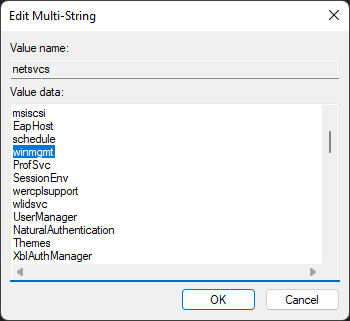 Edit Multi-String
Value name:
netsvcs
Value data:
msiscsi
EapHost
schedule
winmgmt
ProfSvc
SessionEnv
wercplsupport
wlidsvc
UserManager
NaturalAuthentication
Themes
XblAuthManager
OK
Cancel